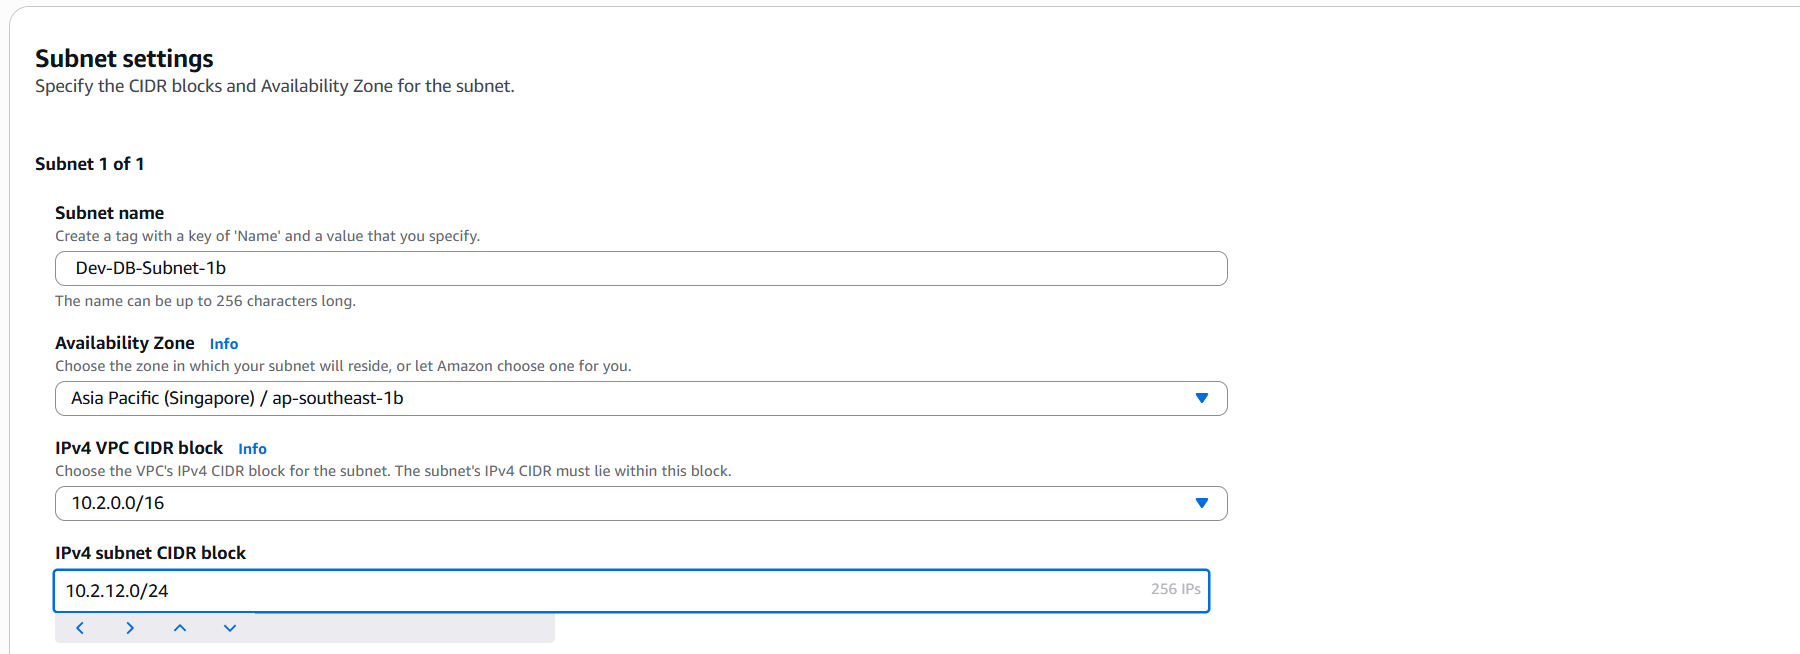 Subnet settings
Specify the CIDR blocks and Availability Zone for the subnet.
Subnet 1 of 1
Subnet name
Create a tag with a key of 'Name' and a value that you specify.
Dev-DB-Subnet-1b
The name can be up to 256 characters long.
Availability Zone Info
Choose the zone in which your subnet will reside, or let Amazon choose one for you.
Asia Pacific (Singapore) / ap-southeast-1b
IPv4 VPC CIDR block Info
Choose the VPC's IPv4 CIDR block for the subnet. The subnet's IPv4 CIDR must lie within this block.
10.2.0.0/16
IPv4 subnet CIDR block
10.2.12.0/24 256 IPs